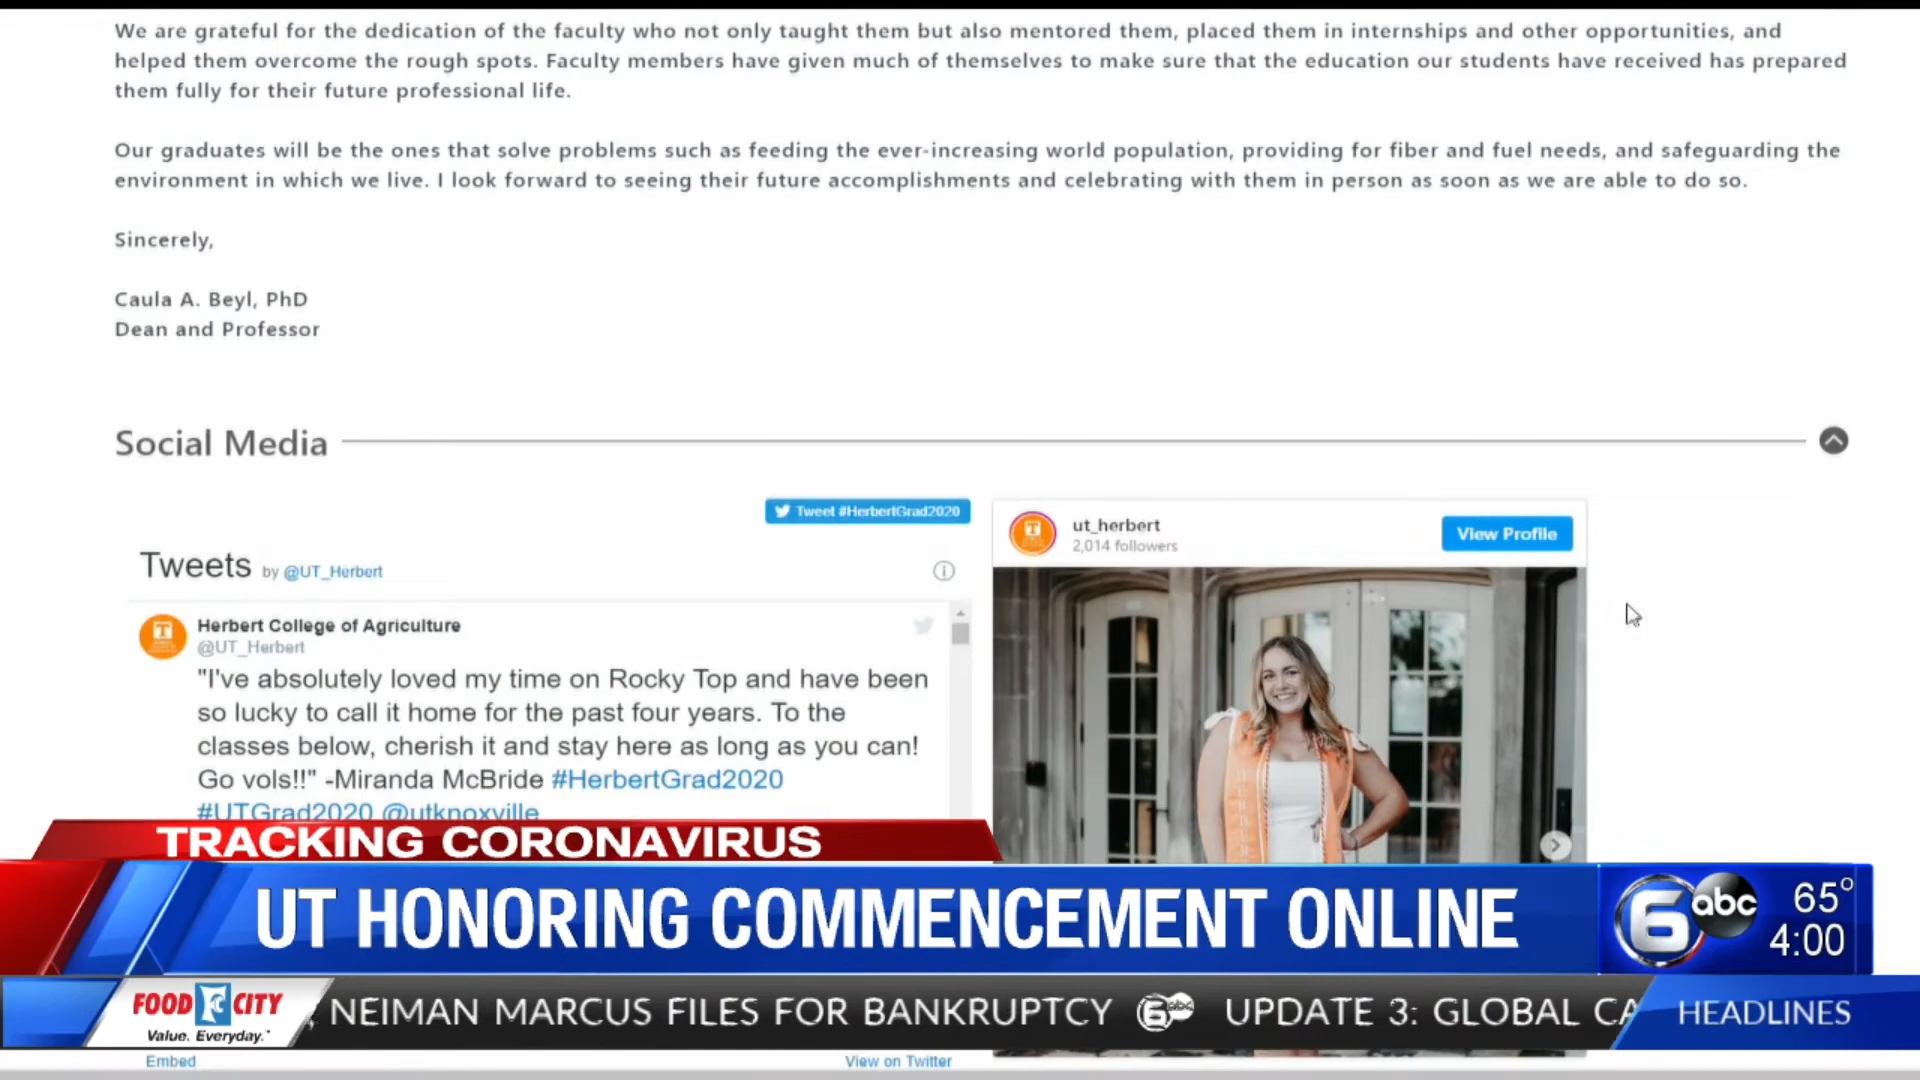 We are grateful for the dedication of the faculty who not only taught them but also mentored them, placed them in internships and other opportunities, and
helped them overcome the rough spots. Faculty members have given much of themselves to make sure that the education our students have received has prepared
them fully for their future professional life.
Our graduates will be the ones that solve problems such as feeding the ever-increasing world population, providing for fiber and fuel needs, and safeguarding the
environment in which we live. I look forward to seeing their future accomplishments and celebrating with them in person as soon as we are able to do so.
Sincerely,
Caula A. Beyl, PhD
Dean and Professor
Social Media
Tweet #HerbertGrad2020
Tweets by @UT_Herbert
Herbert College of Agriculture
@UT_Herbert
"I've absolutely loved my time on Rocky Top and have been
so lucky to call it home for the past four years. To the
classes below, cherish it and stay here as long as you can!
Go vols!!" -Miranda McBride #HerbertGrad2020
#UTGrad2020 @utknoxville
ut_herbert
2,014 followers
View Profile
TRACKING CORONAVIRUS
UT HONORING COMMENCEMENT ONLINE
6 abc
65°
4:00
FOOD CITY
Value. Everyday.
NEIMAN MARCUS FILES FOR BANKRUPTCY 6 abc UPDATE 3: GLOBAL CA
HEADLINES
Embed
View on Twitter